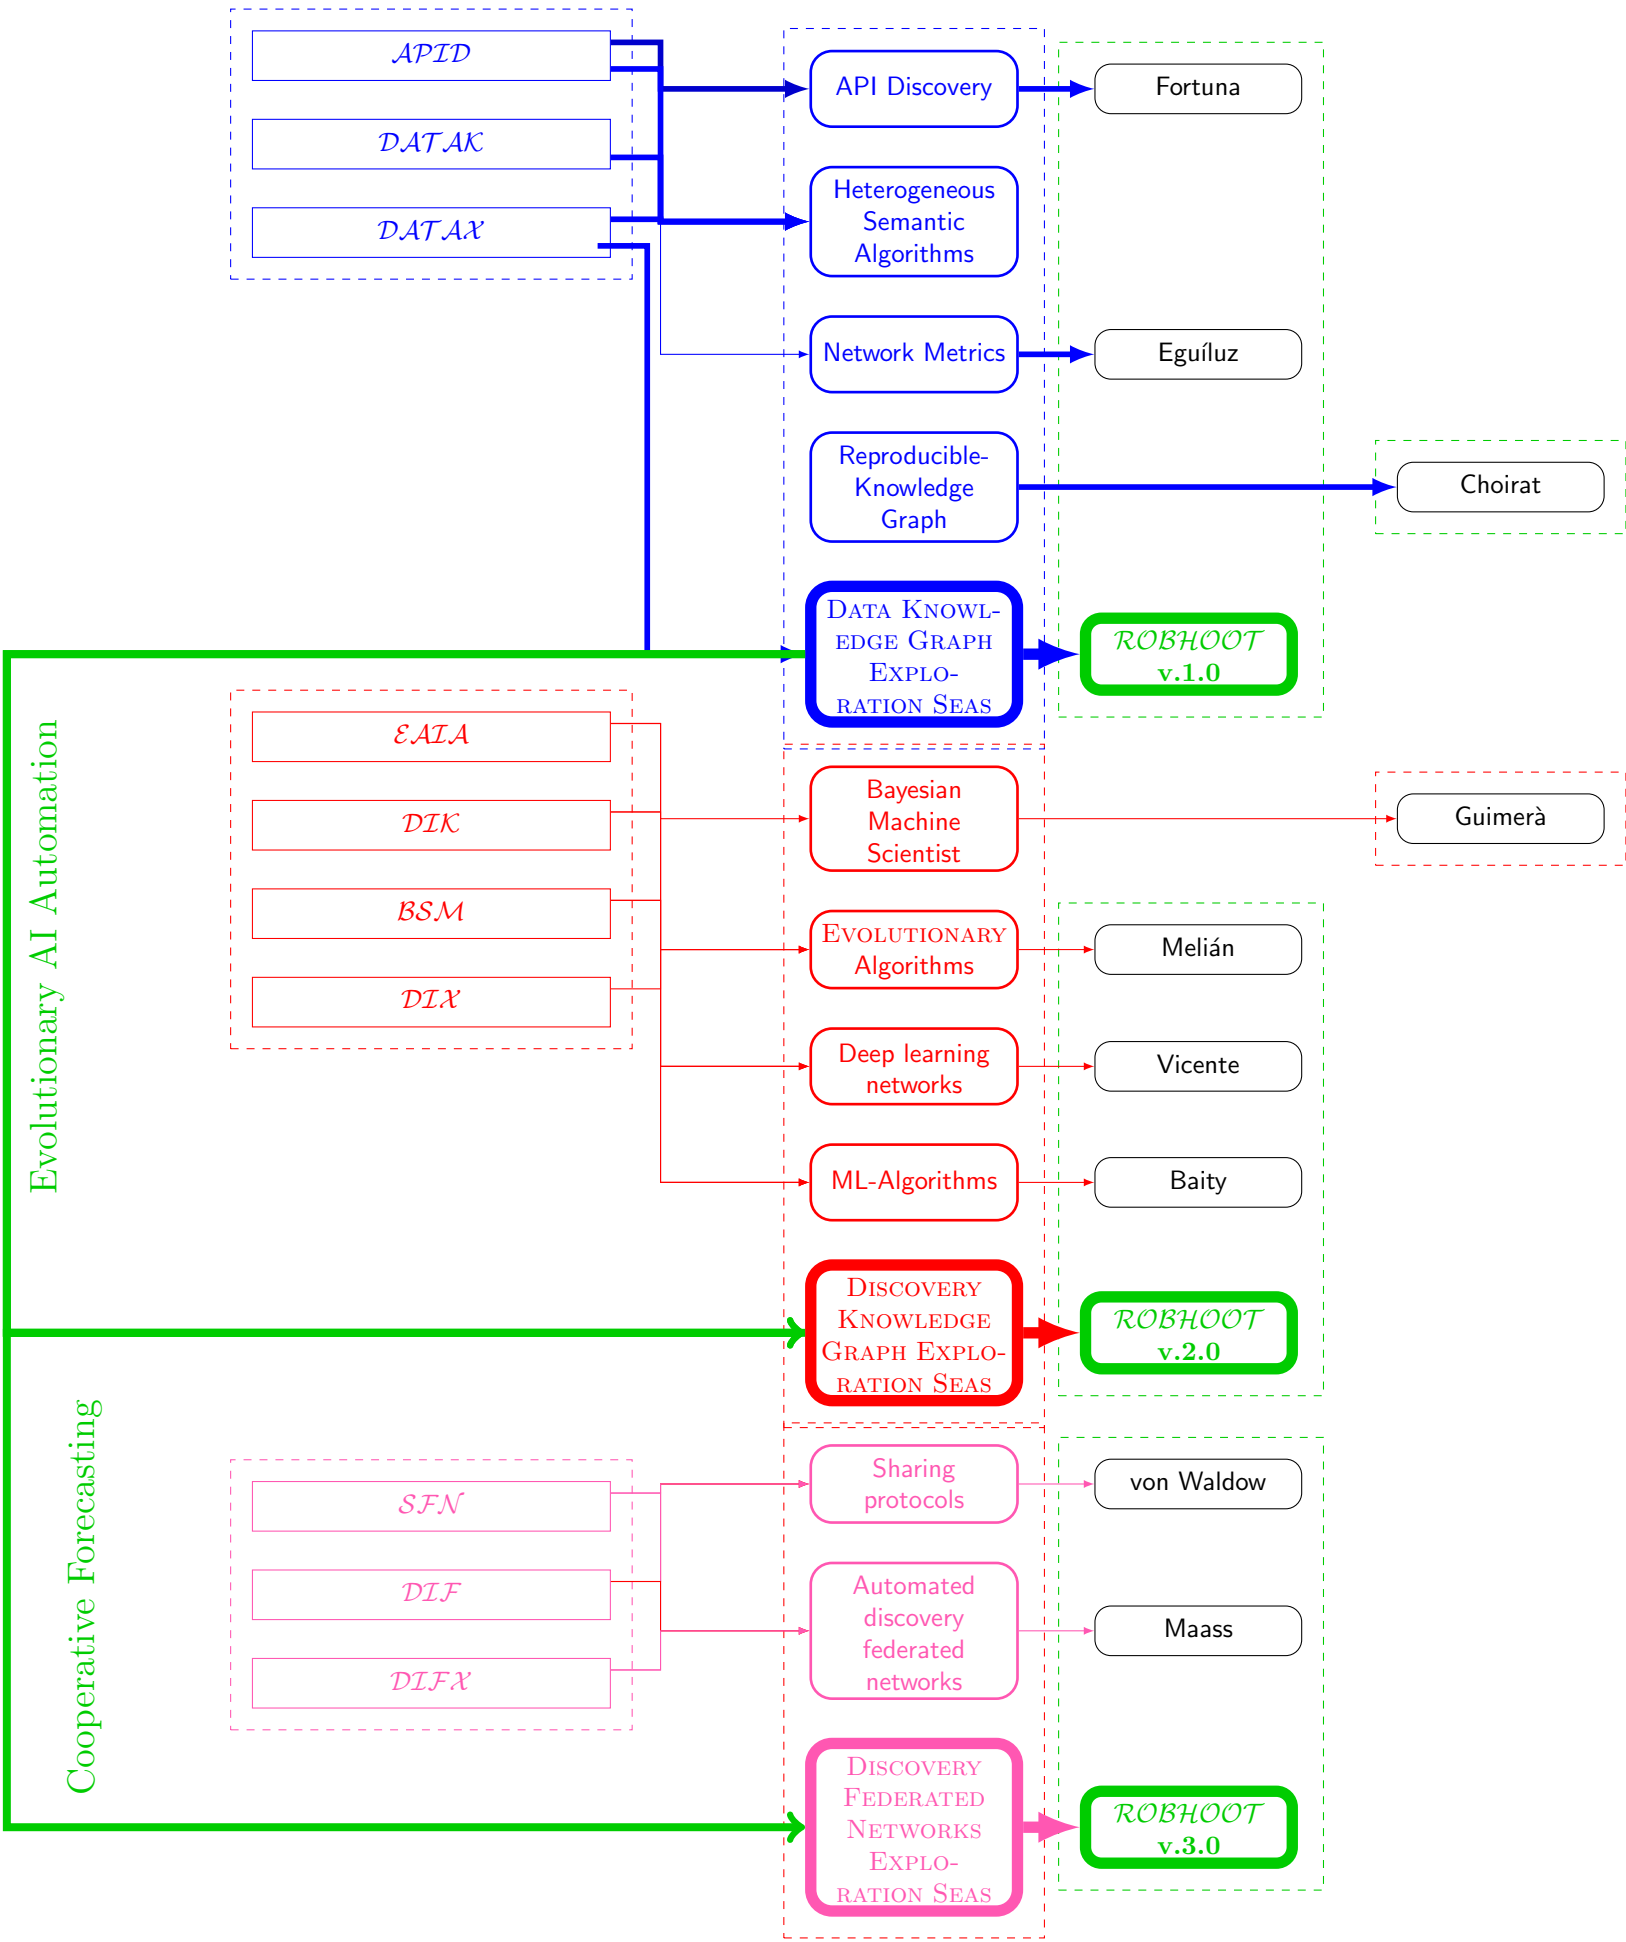 APID
DATAK
DATAX
API Discovery
Heterogeneous
Semantic
Algorithms
Network Metrics
Reproducible-
Knowledge
Graph
DATA KNOWL-
EDGE GRAPH
EXPLO-
RATION SEAS
Fortuna
Eguíluz
Choirat
ROBHOOT
v.1.0
Evolutionary AI Automation
EAIA
DIK
BSM
DIX
Bayesian
Machine
Scientist
EVOLUTIONARY
Algorithms
Deep learning
networks
ML-Algorithms
DISCOVERY
KNOWLEDGE
GRAPH EXPLO-
RATION SEAS
Guimerà
Melián
Vicente
Baity
ROBHOOT
v.2.0
Cooperative Forecasting
SFN
DIF
DIFX
Sharing
protocols
Automated
discovery
federated
networks
DISCOVERY
FEDERATED
NETWORKS
EXPLO-
RATION SEAS
von Waldow
Maass
ROBHOOT
v.3.0